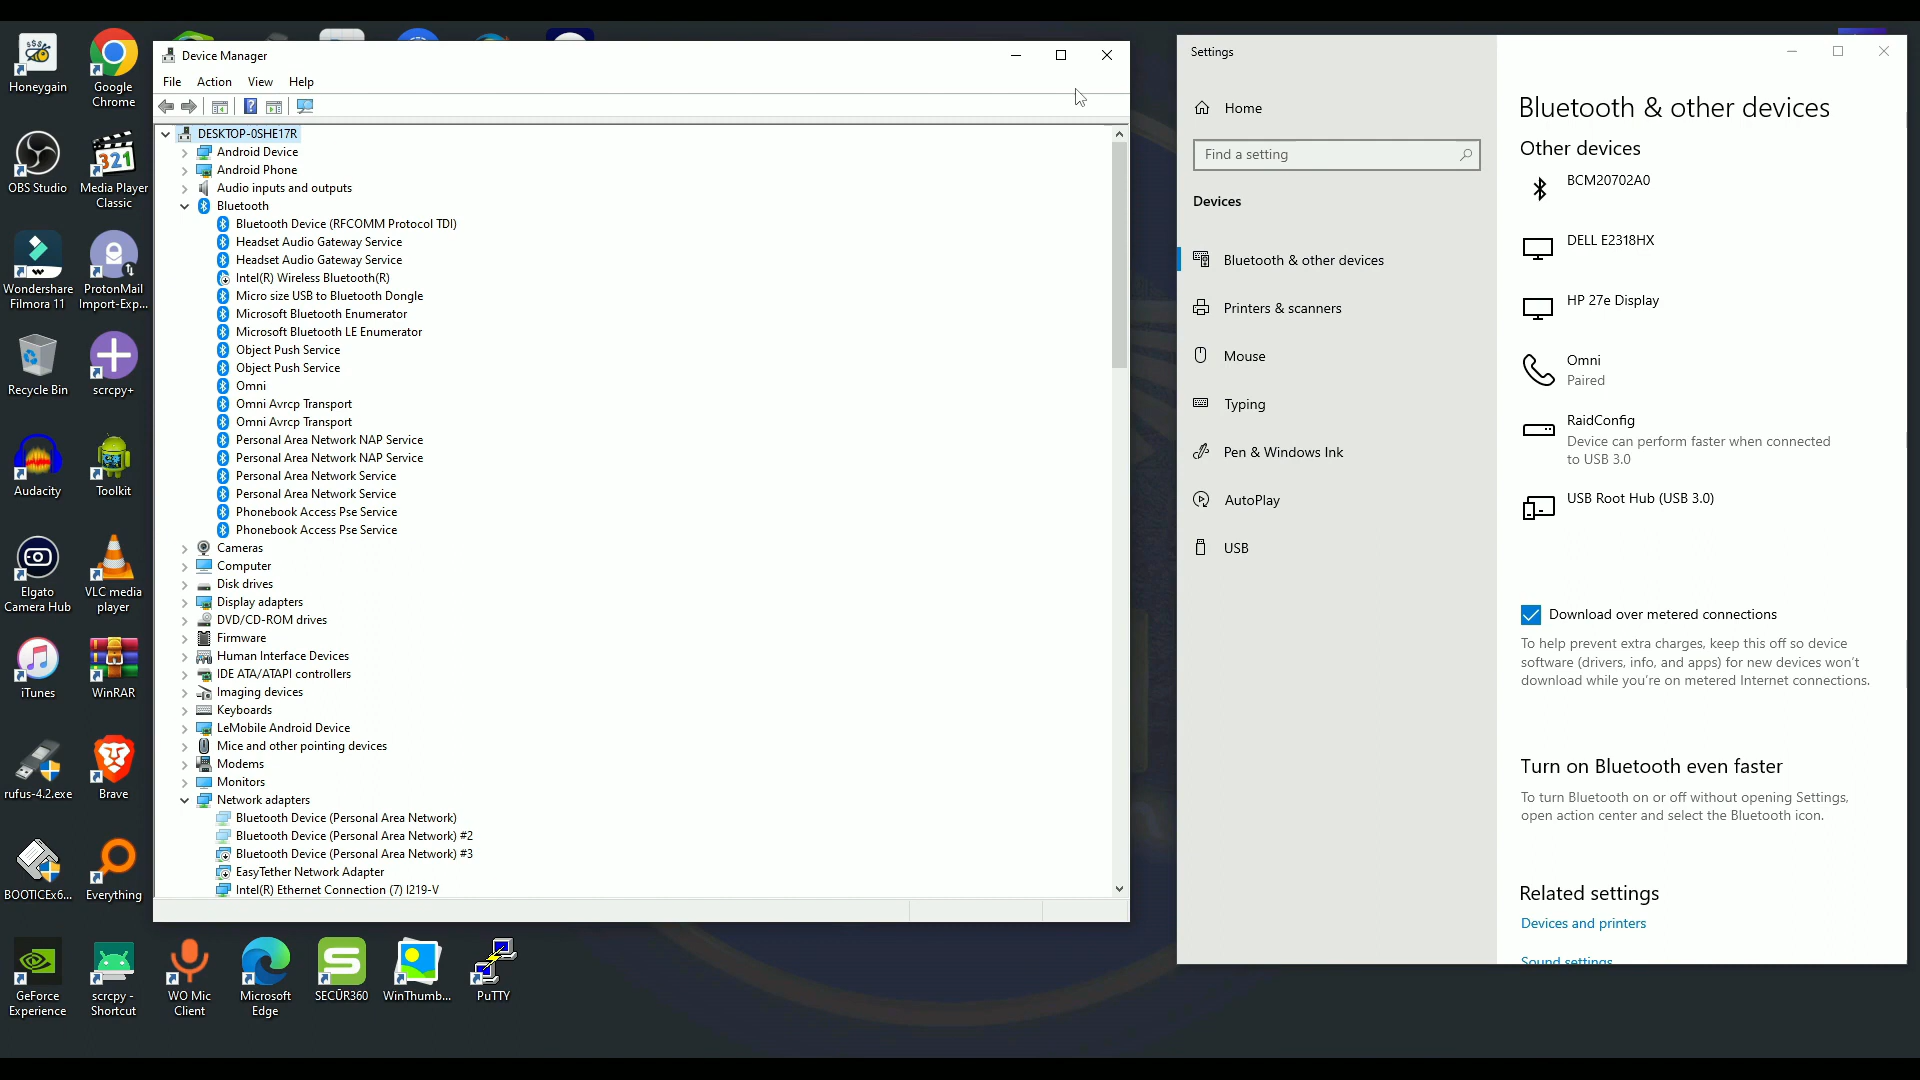 Honeygain
Google
Chrome
OBS Studio
Media Player
Classic
Wondershare
Filmora 11
ProtonMail
Import-Exp...
Recycle Bin
scrcpy+
Audacity
Toolkit
Elgato
Camera Hub
VLC media
player
iTunes
WinRAR
rufus-4.2.exe
Brave
BOOTICEx6...
Everything
GeForce
Experience
scrcpy -
Shortcut
WO Mic
Client
Microsoft
Edge
SECŪR360
WinThumb...
PuTTY
Device Manager
File Action View Help
DESKTOP-0SHE17R
Android Device
Android Phone
Audio inputs and outputs
Bluetooth
Bluetooth Device (RFCOMM Protocol TDI)
Headset Audio Gateway Service
Headset Audio Gateway Service
Intel(R) Wireless Bluetooth(R)
Micro size USB to Bluetooth Dongle
Microsoft Bluetooth Enumerator
Microsoft Bluetooth LE Enumerator
Object Push Service
Object Push Service
Omni
Omni Avrcp Transport
Omni Avrcp Transport
Personal Area Network NAP Service
Personal Area Network NAP Service
Personal Area Network Service
Personal Area Network Service
Phonebook Access Pse Service
Phonebook Access Pse Service
Cameras
Computer
Disk drives
Display adapters
DVD/CD-ROM drives
Firmware
Human Interface Devices
IDE ATA/ATAPI controllers
Imaging devices
Keyboards
LeMobile Android Device
Mice and other pointing devices
Modems
Monitors
Network adapters
Bluetooth Device (Personal Area Network)
Bluetooth Device (Personal Area Network) #2
Bluetooth Device (Personal Area Network) #3
EasyTether Network Adapter
Intel(R) Ethernet Connection (7) I219-V
Settings
Home
Find a setting
Devices
Bluetooth & other devices
Printers & scanners
Mouse
Typing
Pen & Windows Ink
AutoPlay
USB
Bluetooth & other devices
Other devices
BCM20702A0
DELL E2318HX
HP 27e Display
Omni
Paired
RaidConfig
Device can perform faster when connected
to USB 3.0
USB Root Hub (USB 3.0)
Download over metered connections
To help prevent extra charges, keep this off so device
software (drivers, info, and apps) for new devices won't
download while you're on metered Internet connections.
Turn on Bluetooth even faster
To turn Bluetooth on or off without opening Settings,
open action center and select the Bluetooth icon.
Related settings
Devices and printers
Sound settings